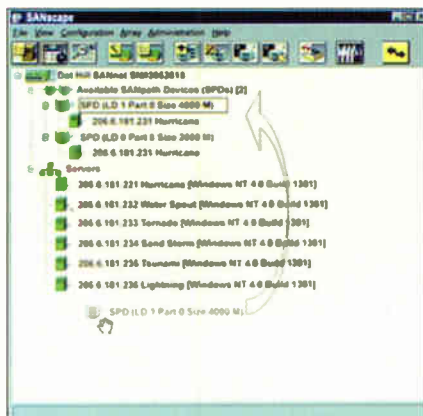 SANscape
File View Configuration Array Administration Help
Dot Hill SANnet SN#3063818
Available SANpath Devices (SPDs) [2]
SPD (LD 1 Part 0 Size 4000 M)
206.6.181.231 Hurricane
SPD (LD 0 Part 0 Size 2000 M)
206.6.181.231 Hurricane
Servers
206.6.181.221 Hurricane [Windows NT 4.0 Build 1381]
206.6.181.232 Water Spout [Windows NT 4.0 Build 1381]
206.6.181.233 Tornado [Windows NT 4.0 Build 1381]
206.6.181.234 Sand Storm [Windows NT 4.0 Build 1381]
206.6.181.235 Tsunami [Windows NT 4.0 Build 1381]
206.6.181.236 Lightning [Windows NT 4.0 Build 1381]
SPD (LD 1 Part 0 Size 4000 M)